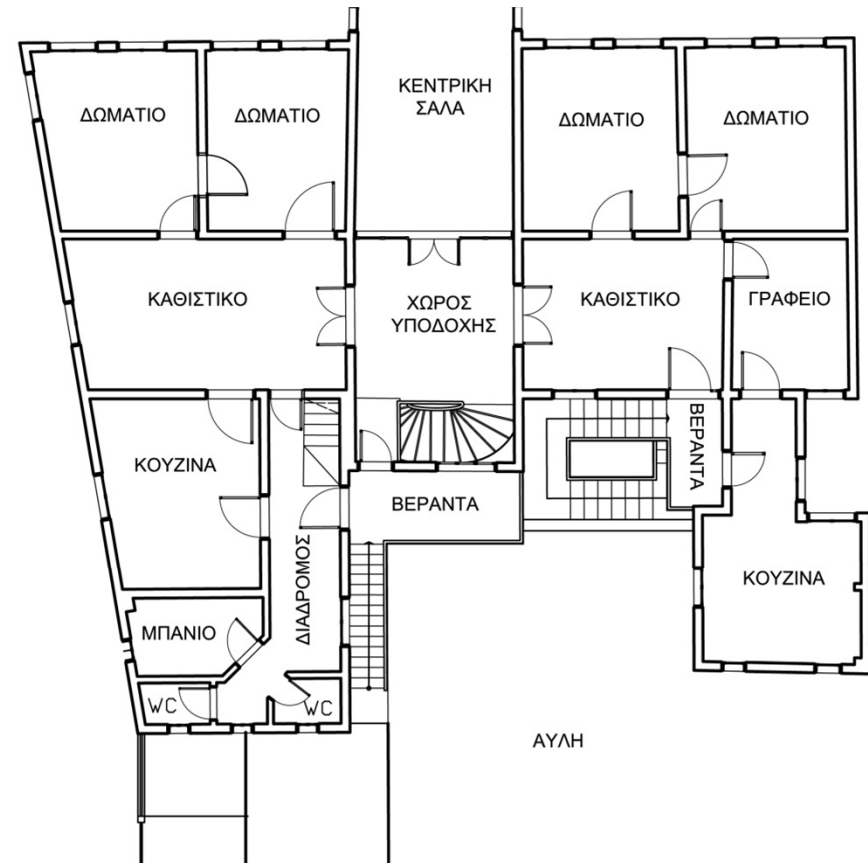 ΚΕΝΤΡΙΚΗ
ΣΑΛΑ
ΔΩΜΑΤΙΟ
ΔΩΜΑΤΙΟ
ΔΩΜΑΤΙΟ
ΔΩΜΑΤΙΟ
ΚΑΘΙΣΤΙΚΟ
ΧΩΡΟΣ
ΥΠΟΔΟΧΗΣ
ΚΑΘΙΣΤΙΚΟ
ΓΡΑΦΕΙΟ
ΚΟΥΖΙΝΑ
ΒΕΡΑΝΤΑ
ΒΕΡΑΝΤΑ
ΔΙΑΔΡΟΜΟΣ
ΚΟΥΖΙΝΑ
ΜΠΑΝΙΟ
WC
WC
ΑΥΛΗ